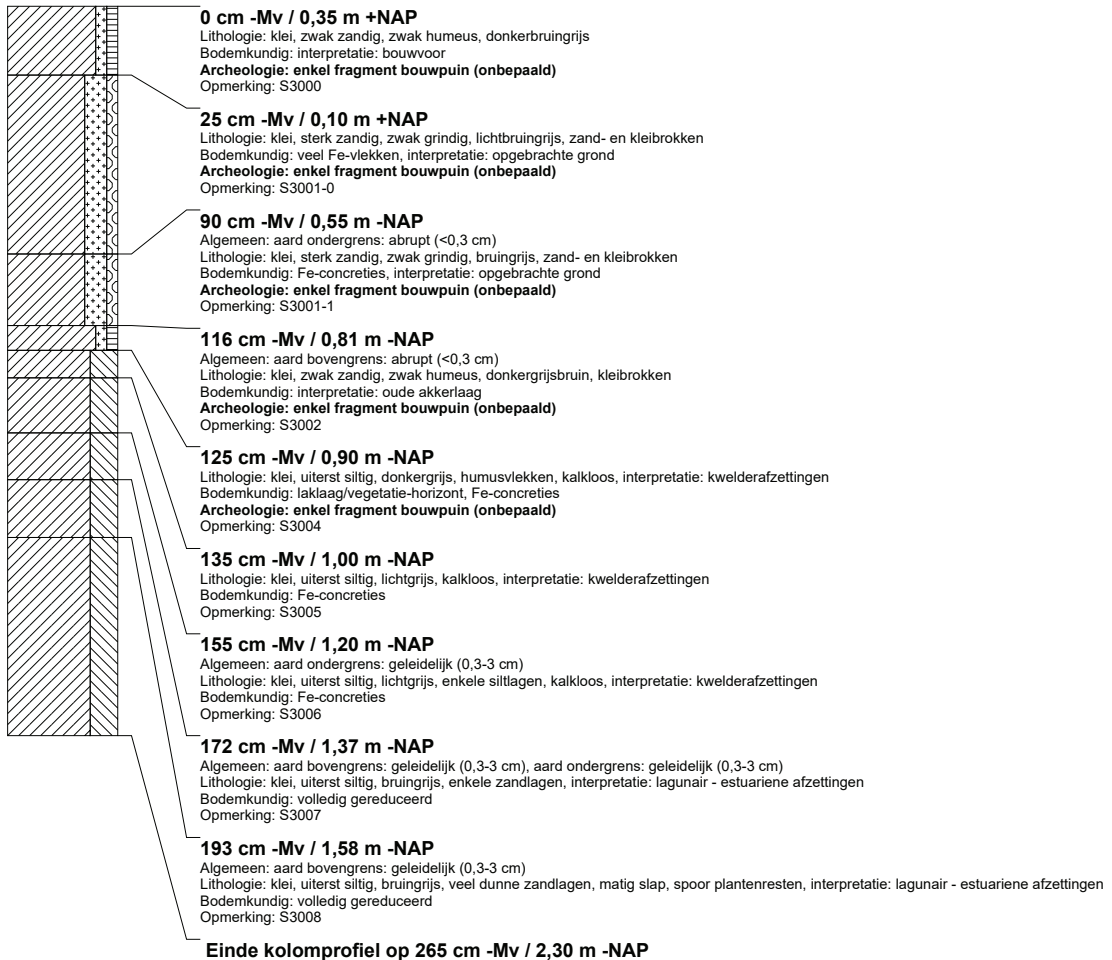 0 cm -Mv / 0,35 m +NAP
Lithologie: klei, zwak zandig, zwak humeus, donkerbruingrijs
Bodemkundig: interpretatie: bouwvoor
Archeologie: enkel fragment bouwpuin (onbepaald)
Opmerking: S3000
25 cm -Mv / 0,10 m +NAP
Lithologie: klei, sterk zandig, zwak grindig, lichtbruingrijs, zand- en kleibrokken
Bodemkundig: veel Fe-vlekken, interpretatie: opgebrachte grond
Archeologie: enkel fragment bouwpuin (onbepaald)
Opmerking: S3001-0
90 cm -Mv / 0,55 m -NAP
Algemeen: aard ondergrens: abrupt (<0,3 cm)
Lithologie: klei, sterk zandig, zwak grindig, bruingrijs, zand- en kleibrokken
Bodemkundig: Fe-concreties, interpretatie: opgebrachte grond
Archeologie: enkel fragment bouwpuin (onbepaald)
Opmerking: S3001-1
116 cm -Mv / 0,81 m -NAP
Algemeen: aard bovengrens: abrupt (<0,3 cm)
Lithologie: klei, zwak zandig, zwak humeus, donkergrijsbruin, kleibrokken
Bodemkundig: interpretatie: oude akkerlaag
Archeologie: enkel fragment bouwpuin (onbepaald)
Opmerking: S3002
125 cm -Mv / 0,90 m -NAP
Lithologie: klei, uiterst siltig, donkergrijs, humusvlekken, kalkloos, interpretatie: kwelderafzettingen
Bodemkundig: laklaag/vegetatie-horizont, Fe-concreties
Archeologie: enkel fragment bouwpuin (onbepaald)
Opmerking: S3004
135 cm -Mv / 1,00 m -NAP
Lithologie: klei, uiterst siltig, lichtgrijs, kalkloos, interpretatie: kwelderafzettingen
Bodemkundig: Fe-concreties
Opmerking: S3005
155 cm -Mv / 1,20 m -NAP
Algemeen: aard ondergrens: geleidelijk (0,3-3 cm)
Lithologie: klei, uiterst siltig, lichtgrijs, enkele siltlagen, kalkloos, interpretatie: kwelderafzettingen
Bodemkundig: Fe-concreties
Opmerking: S3006
172 cm -Mv / 1,37 m -NAP
Algemeen: aard bovengrens: geleidelijk (0,3-3 cm), aard ondergrens: geleidelijk (0,3-3 cm)
Lithologie: klei, uiterst siltig, bruingrijs, enkele zandlagen, interpretatie: lagunair - estuariene afzettingen
Bodemkundig: volledig gereduceerd
Opmerking: S3007
193 cm -Mv / 1,58 m -NAP
Algemeen: aard bovengrens: geleidelijk (0,3-3 cm)
Lithologie: klei, uiterst siltig, bruingrijs, veel dunne zandlagen, matig slap, spoor plantenresten, interpretatie: lagunair - estuariene afzettingen
Bodemkundig: volledig gereduceerd
Opmerking: S3008
Einde kolomprofiel op 265 cm -Mv / 2,30 m -NAP